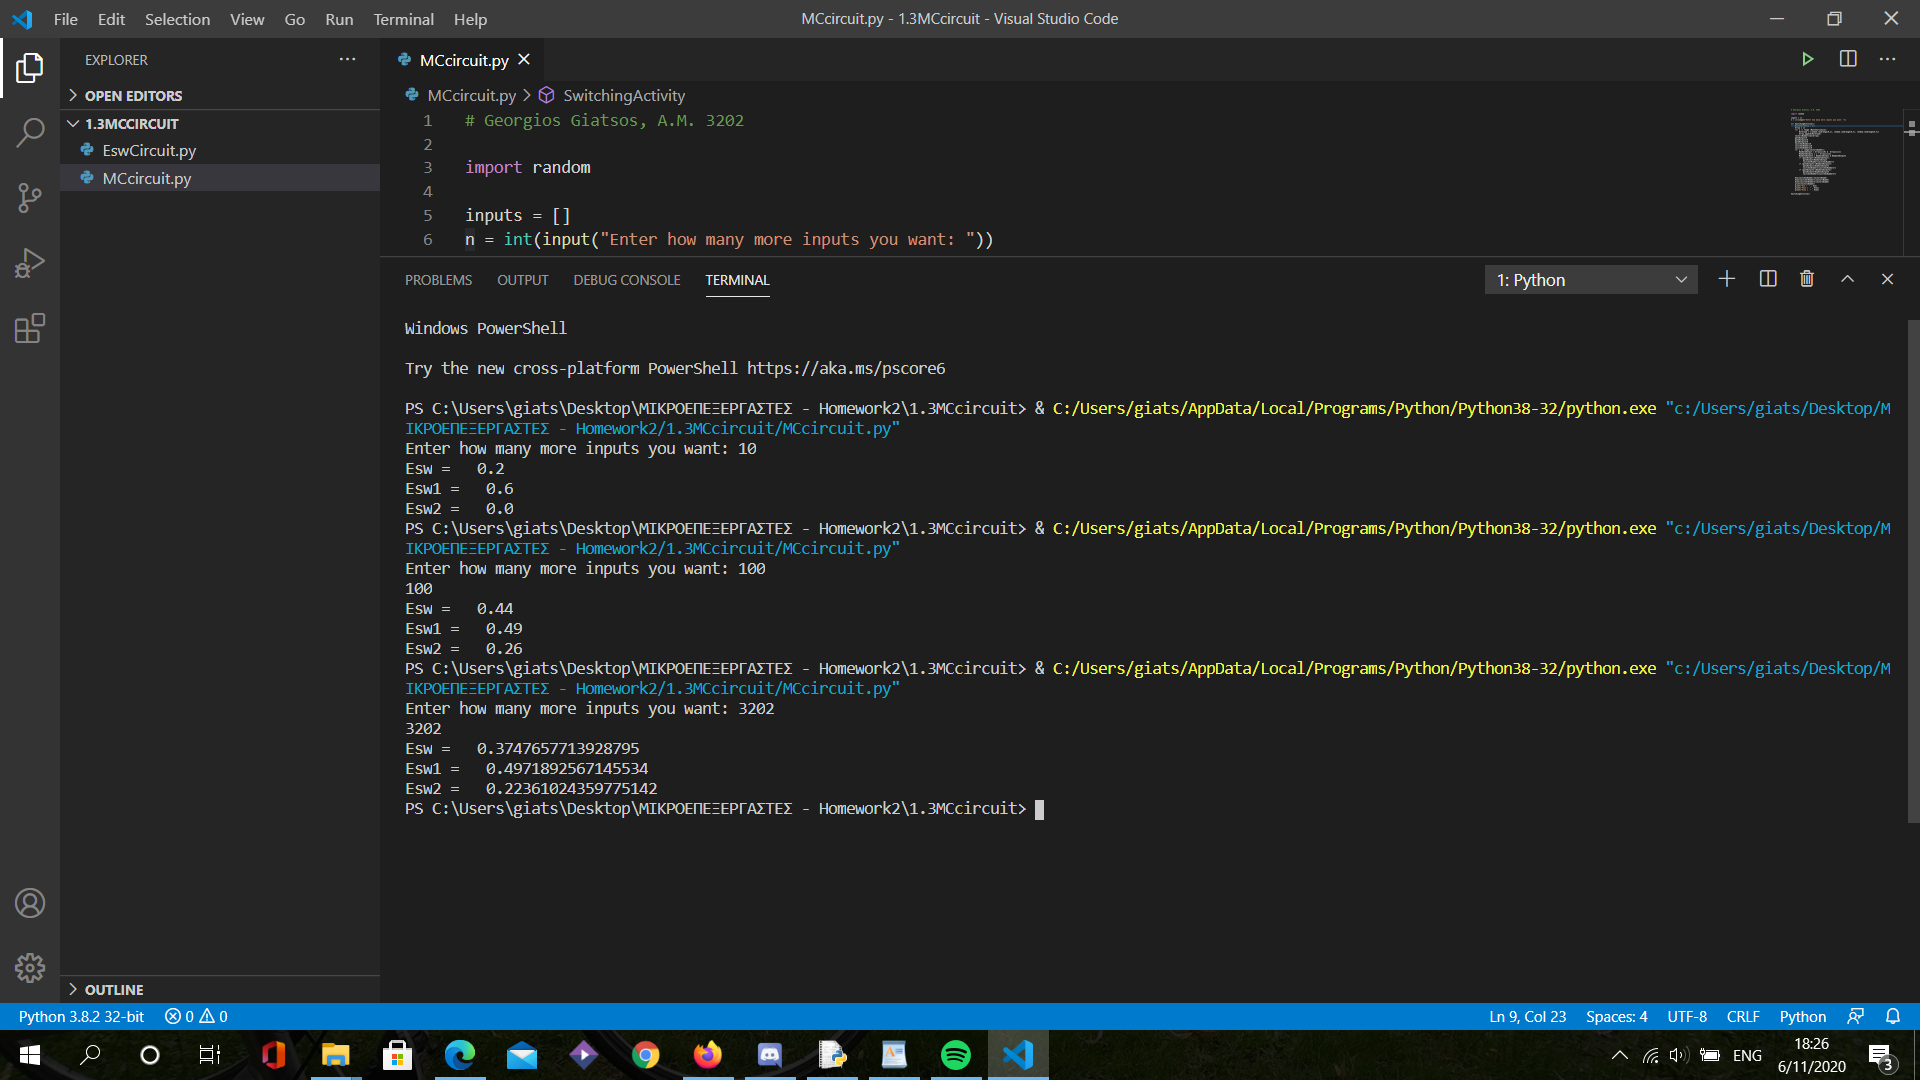 File Edit Selection View Go Run Terminal Help
MCcircuit.py - 1.3MCcircuit - Visual Studio Code
EXPLORER
OPEN EDITORS
1.3MCCIRCUIT
EswCircuit.py
MCcircuit.py
OUTLINE
MCcircuit.py
MCcircuit.py > SwitchingActivity
1 # Georgios Giatsos, A.M. 3202
2
3 import random
4
5 inputs = []
6 n = int(input("Enter how many more inputs you want: "))
PROBLEMS OUTPUT DEBUG CONSOLE TERMINAL
1: Python
Windows PowerShell
Try the new cross-platform PowerShell https://aka.ms/pscore6
PS C:\Users\giats\Desktop\ΜΙΚΡΟΕΠΕΞΕΡΓΑΣΤΕΣ - Homework2\1.3MCcircuit> & C:/Users/giats/AppData/Local/Programs/Python/Python38-32/python.exe "c:/Users/giats/Desktop/Μ
ΙΚΡΟΕΠΕΞΕΡΓΑΣΤΕΣ - Homework2/1.3MCcircuit/MCcircuit.py"
Enter how many more inputs you want: 10
Esw =   0.2
Esw1 =   0.6
Esw2 =   0.0
PS C:\Users\giats\Desktop\ΜΙΚΡΟΕΠΕΞΕΡΓΑΣΤΕΣ - Homework2\1.3MCcircuit> & C:/Users/giats/AppData/Local/Programs/Python/Python38-32/python.exe "c:/Users/giats/Desktop/Μ
ΙΚΡΟΕΠΕΞΕΡΓΑΣΤΕΣ - Homework2/1.3MCcircuit/MCcircuit.py"
Enter how many more inputs you want: 100
100
Esw =   0.44
Esw1 =   0.49
Esw2 =   0.26
PS C:\Users\giats\Desktop\ΜΙΚΡΟΕΠΕΞΕΡΓΑΣΤΕΣ - Homework2\1.3MCcircuit> & C:/Users/giats/AppData/Local/Programs/Python/Python38-32/python.exe "c:/Users/giats/Desktop/Μ
ΙΚΡΟΕΠΕΞΕΡΓΑΣΤΕΣ - Homework2/1.3MCcircuit/MCcircuit.py"
Enter how many more inputs you want: 3202
3202
Esw =   0.3747657713928795
Esw1 =   0.4971892567145534
Esw2 =   0.22361024359775142
PS C:\Users\giats\Desktop\ΜΙΚΡΟΕΠΕΞΕΡΓΑΣΤΕΣ - Homework2\1.3MCcircuit>
Python 3.8.2 32-bit 0 0 Ln 9, Col 23 Spaces: 4 UTF-8 CRLF Python
ENG
18:26
6/11/2020
3